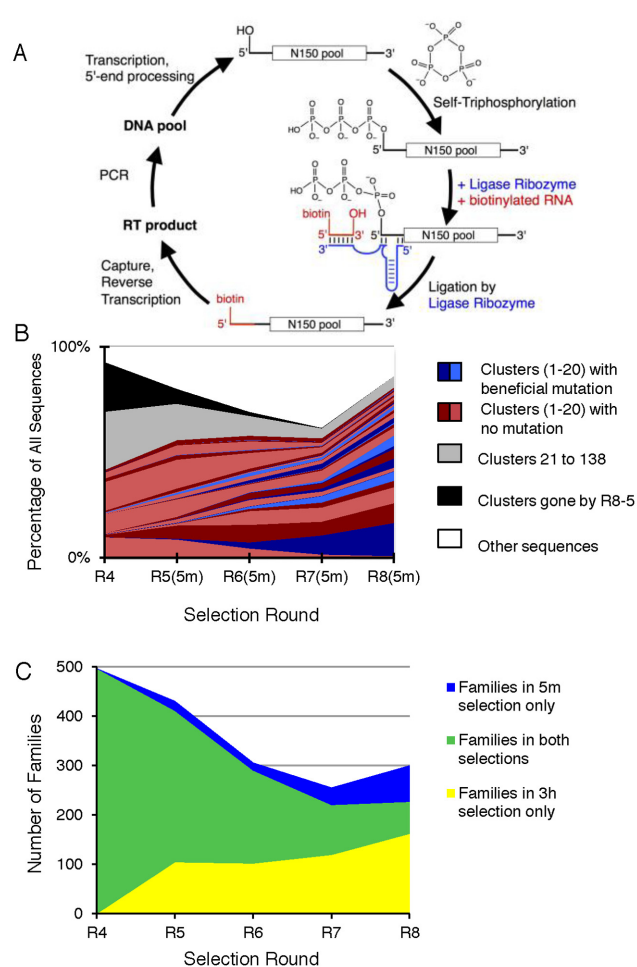 A
HO
5'
N150 pool
3'
Transcription,
5'-end processing
Self-Triphosphorylation
DNA pool
5'
N150 pool
3'
PCR
+ Ligase Ribozyme
+ biotinylated RNA
biotin
OH
RT product
5'
3'
5'
N150 pool
3'
3'
5'
Capture,
Reverse
Transcription
Ligation by
Ligase Ribozyme
biotin
5'
N150 pool
3'
B
100%
0%
Percentage of All Sequences
R4
R5(5m)
R6(5m)
R7(5m)
R8(5m)
Selection Round
Clusters (1-20) with
beneficial mutation
Clusters (1-20) with
no mutation
Clusters 21 to 138
Clusters gone by R8-5
Other sequences
C
500
400
300
200
100
0
Number of Families
R4
R5
R6
R7
R8
Selection Round
Families in 5m
selection only
Families in both
selections
Families in 3h
selection only